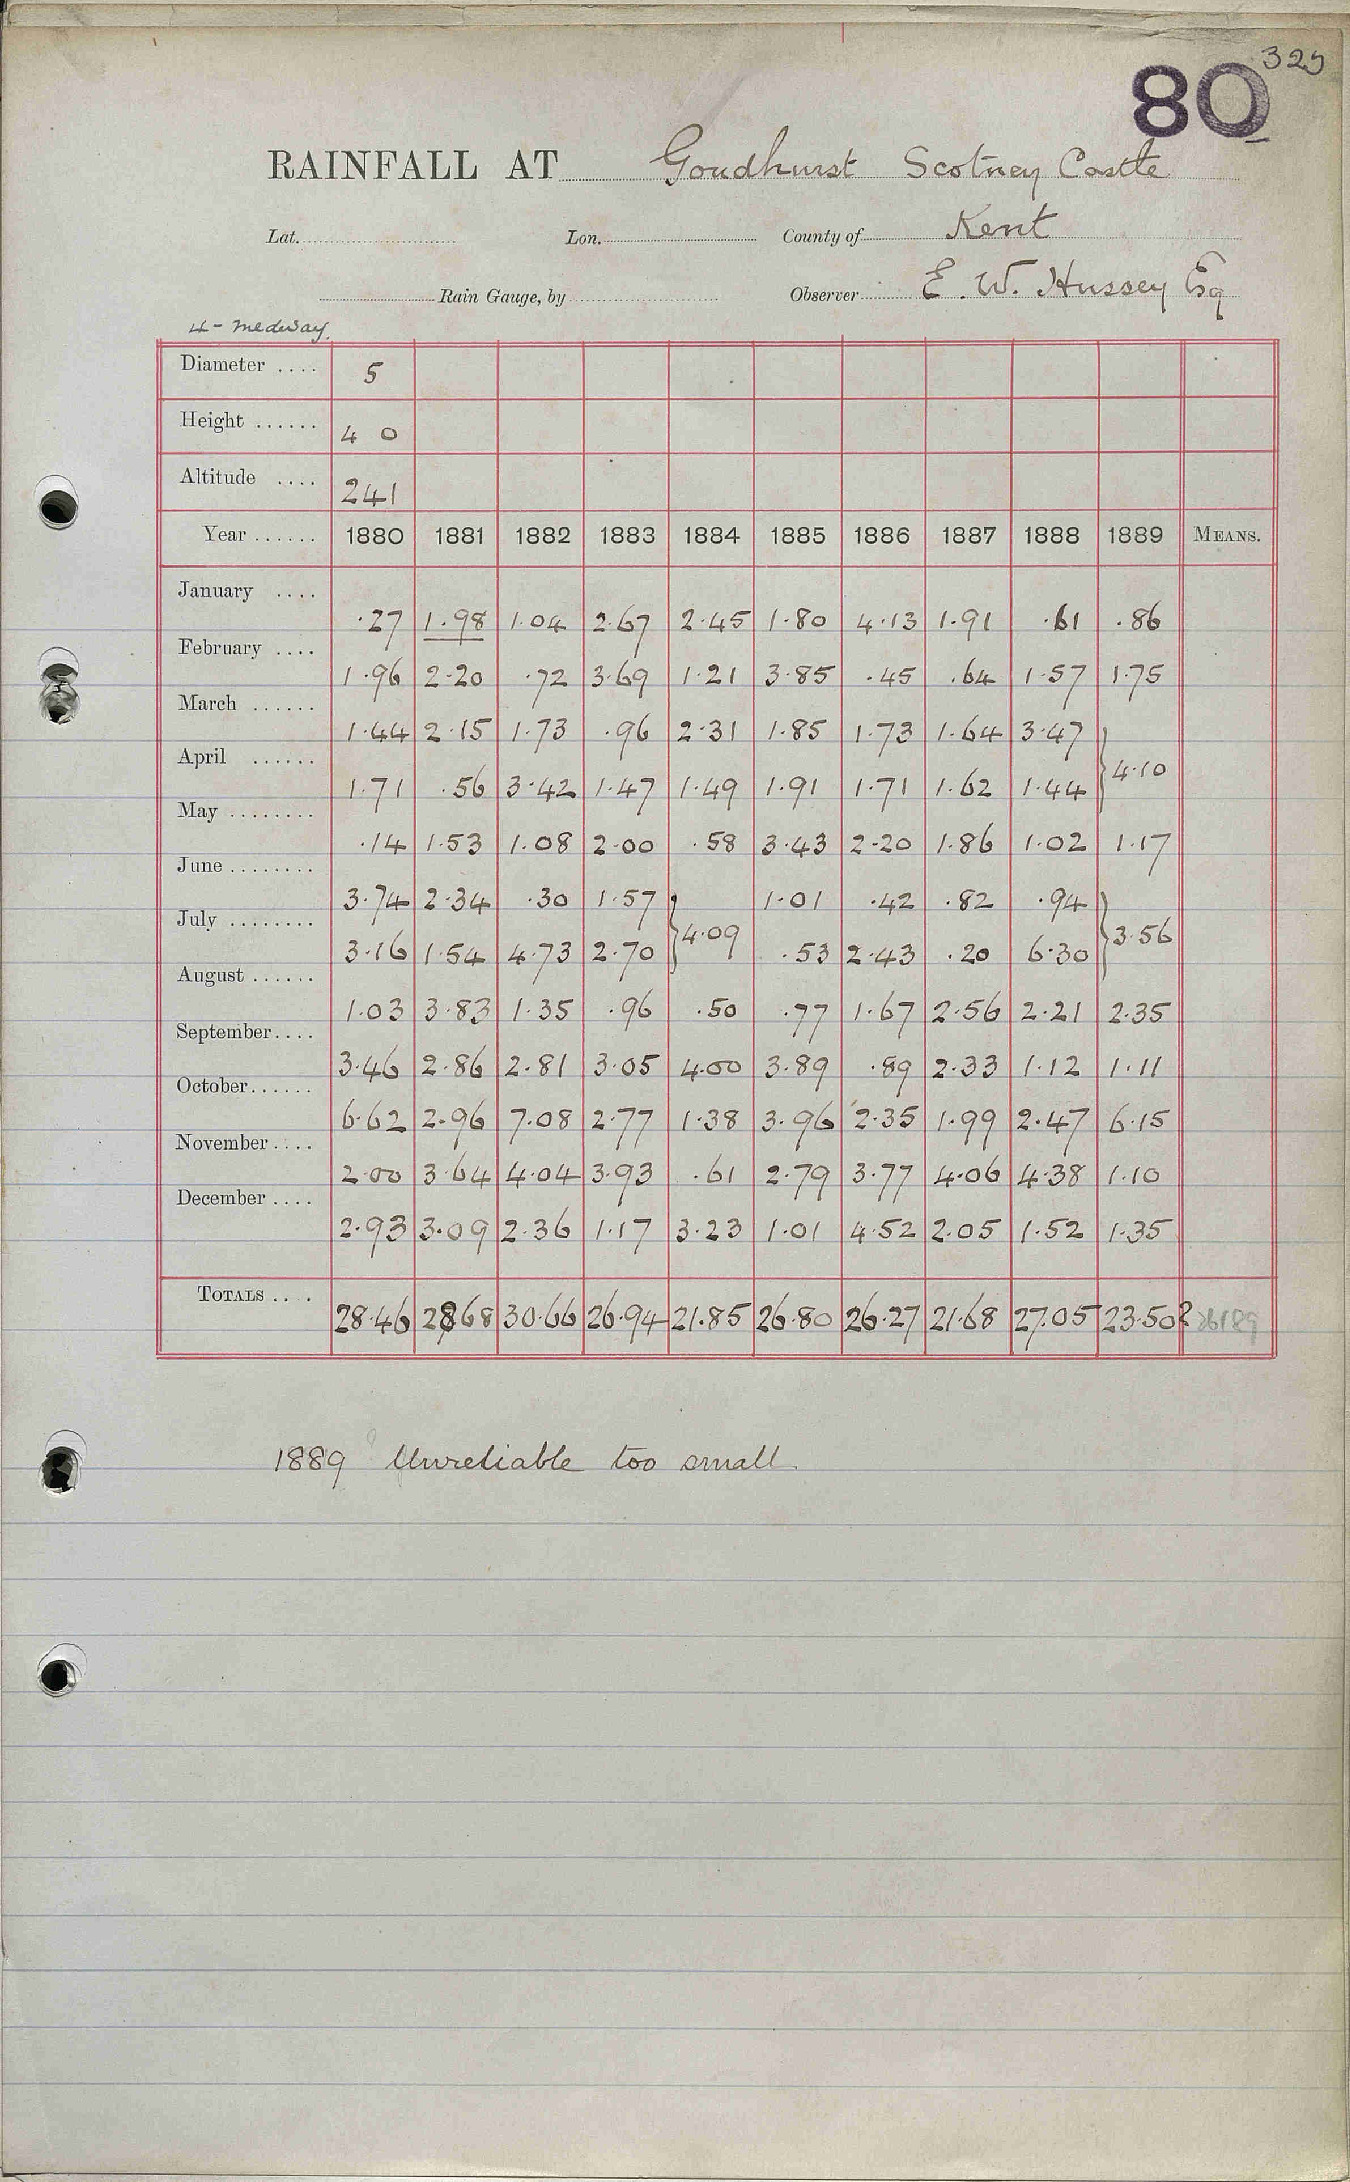 329
80
RAINFALL AT Goudhurst Scotney Castle
Lat. Lon. County of Kent
Rain Gauge, by Observer E. W. Hussey Esq
4 - Medway.
Diameter .... 5
Height ...... 4 0
Altitude .... 241
Year ...... 1880 1881 1882 1883 1884 1885 1886 1887 1888 1889 MEANS.
January .... .27 1.98 1.04 2.67 2.45 1.80 4.13 1.91 .61 .86
February .... 1.96 2.20 .72 3.69 1.21 3.85 .45 .64 1.57 1.75
March ...... 1.44 2.15 1.73 .96 2.31 1.85 1.73 1.64 3.47 } 4.10
April ...... 1.71 .56 3.42 1.47 1.49 1.91 1.71 1.62 1.44
May ........ .14 1.53 1.08 2.00 .58 3.43 2.20 1.86 1.02 1.17
June ........ 3.74 2.34 .30 1.57 } 4.09 1.01 .42 .82 .94 } 3.56
July ........ 3.16 1.54 4.73 2.70 .53 2.43 .20 6.30
August ...... 1.03 3.83 1.35 .96 .50 .77 1.67 2.56 2.21 2.35
September .... 3.46 2.86 2.81 3.05 4.00 3.89 .89 2.33 1.12 1.11
October ...... 6.62 2.96 7.08 2.77 1.38 3.96 2.35 1.99 2.47 6.15
November .... 2.00 3.64 4.04 3.93 .61 2.79 3.77 4.06 4.38 1.10
December .... 2.93 3.09 2.36 1.17 3.23 1.01 4.52 2.05 1.52 1.35
TOTALS .... 28.46 28.68 30.66 26.94 21.85 26.80 26.27 21.68 27.05 23.50?
1889 Unreliable too small.